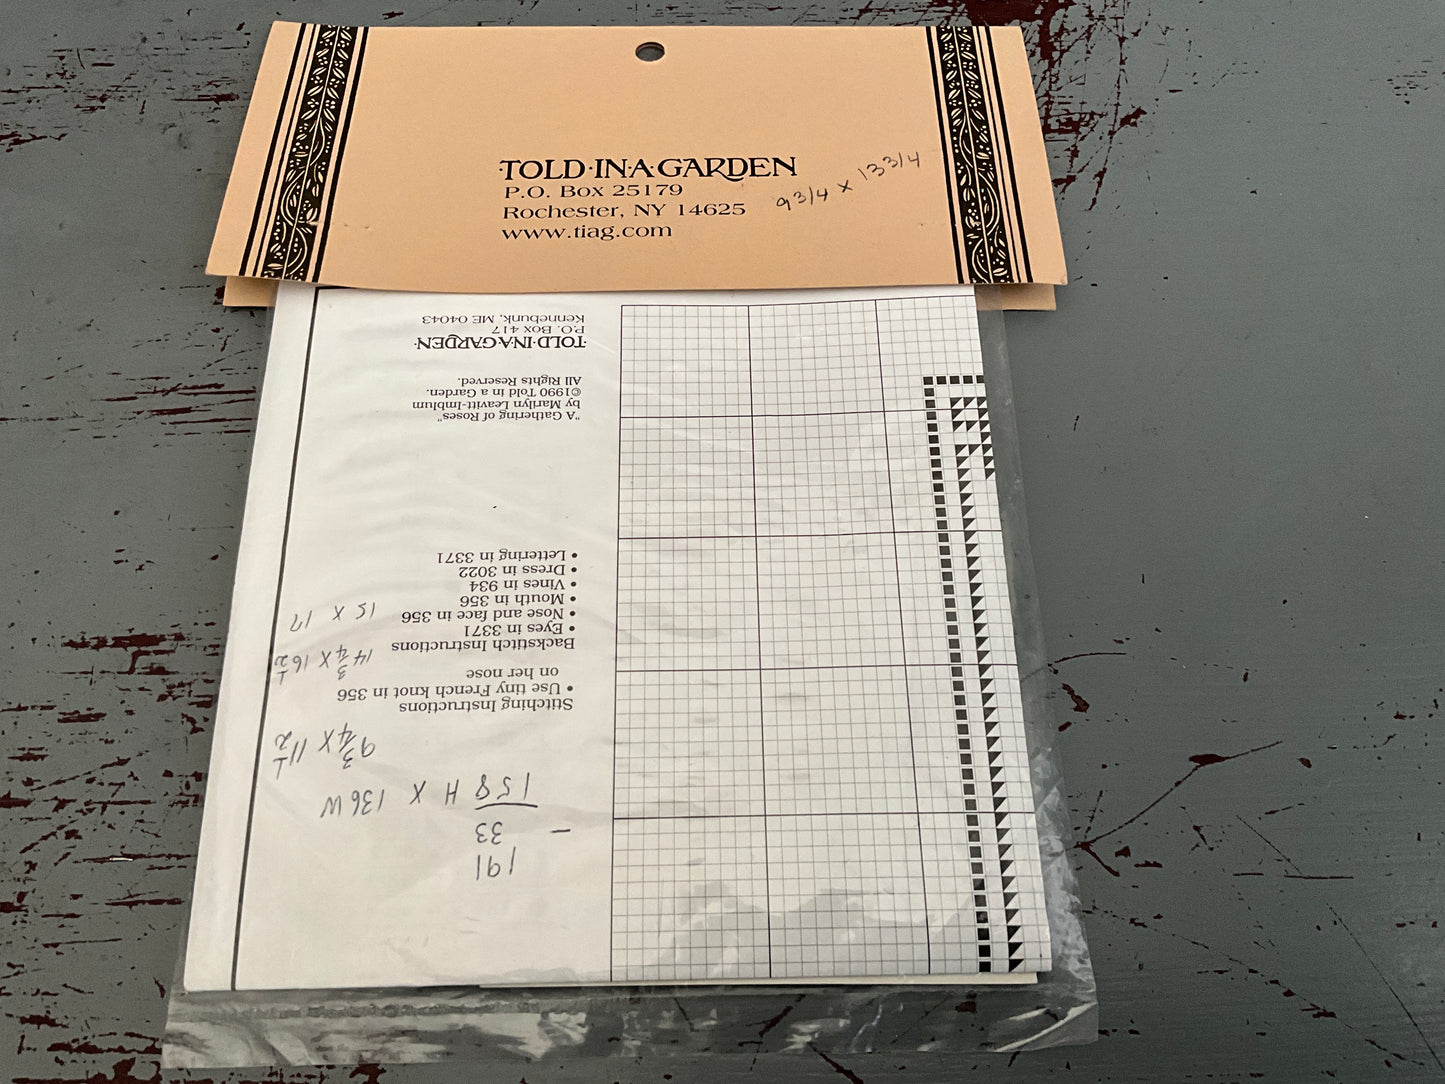 ·TOLD·IN·A·GARDEN
P.O. Box 25179
Rochester, NY 14625
www.tiag.com
9 3/4 x 13 3/4
191
- 33
158 H X 136 W
9 3/4 X 11 1/2
Stitching Instructions
• Use tiny French knot in 356
on her nose
14 3/4 X 16 1/2
Backstitch Instructions
• Eyes in 3371
• Nose and face in 356
15 X 17
• Mouth in 356
• Vines in 934
• Dress in 3022
• Lettering in 3371
"A Gathering of Roses"
by Marilyn Leavitt-Imblum
©1990 Told in a Garden.
All Rights Reserved.
·TOLD·IN·A·GARDEN·
P.O. Box 417
Kennebunk, ME 04043